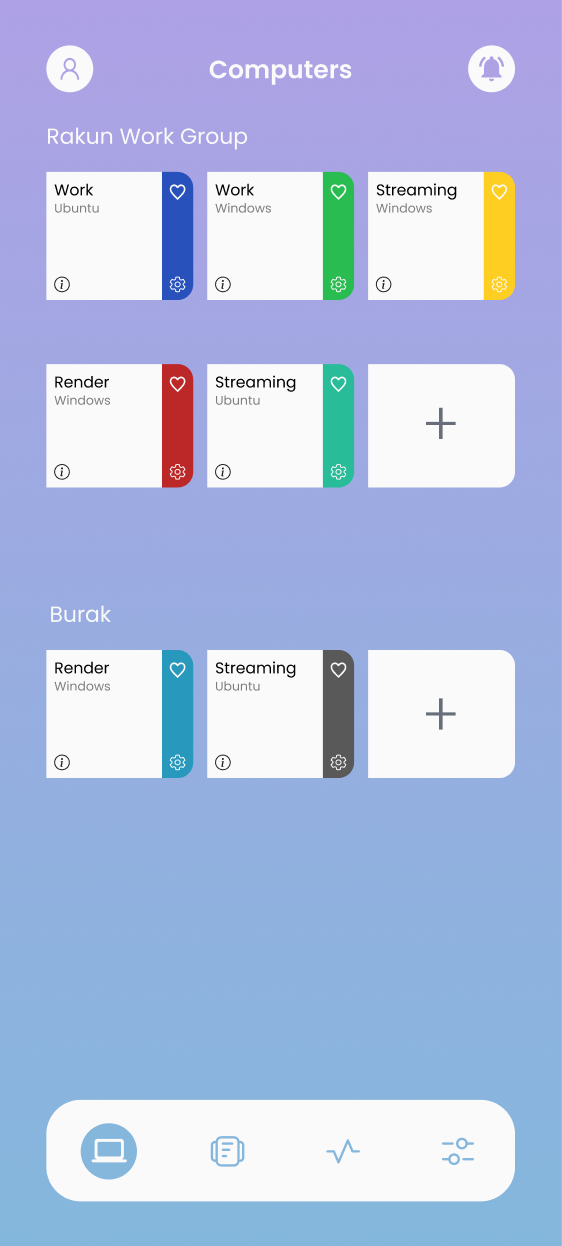 Computers
Rakun Work Group
Work
Ubuntu
Work
Windows
Streaming
Windows
Render
Windows
Streaming
Ubuntu
Burak
Render
Windows
Streaming
Ubuntu